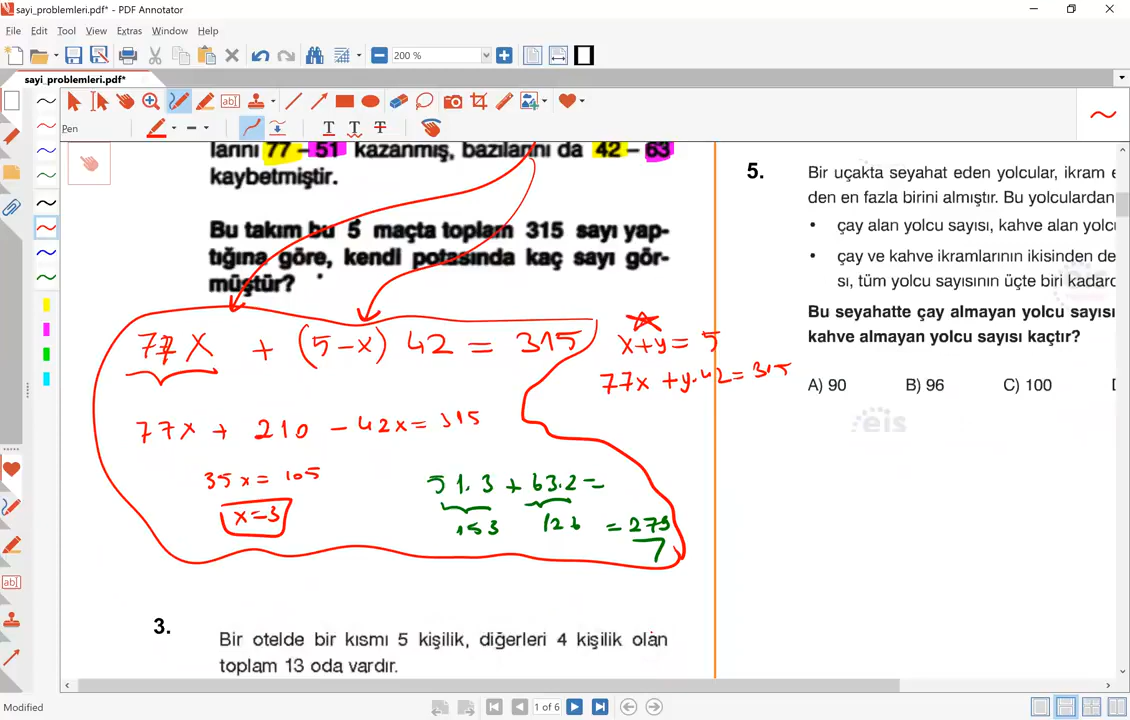 sayi_problemleri.pdf* - PDF Annotator
File Edit Tool View Extras Window Help
200 %
sayi_problemleri.pdf*
Pen
larını 77 – 51 kazanmış, bazılarını da 42 – 63
kaybetmiştir.
Bu takım bu 5 maçta toplam 315 sayı yap-
tığına göre, kendi potasında kaç sayı gör-
müştür?
77x + (5-x) 42 = 315
77x + 210 - 42x = 315
35x = 105
x=3
x+y = 5
77x + y.42 = 315
51.3 + 63.2 =
153 126 = 279
3.
Bir otelde bir kısmı 5 kişilik, diğerleri 4 kişilik olan
toplam 13 oda vardır.
5.
Bir uçakta seyahat eden yolcular, ikram
den en fazla birini almıştır. Bu yolculardan
• çay alan yolcu sayısı, kahve alan
• çay ve kahve ikramlarının ikisinden
sı, tüm yolcu sayısının üçte biri kadar
Bu seyahatte çay almayan yolcu sayısı
kahve almayan yolcu sayısı kaçtır?
A) 90 B) 96 C) 100
eis
eis
Modified
1 of 6